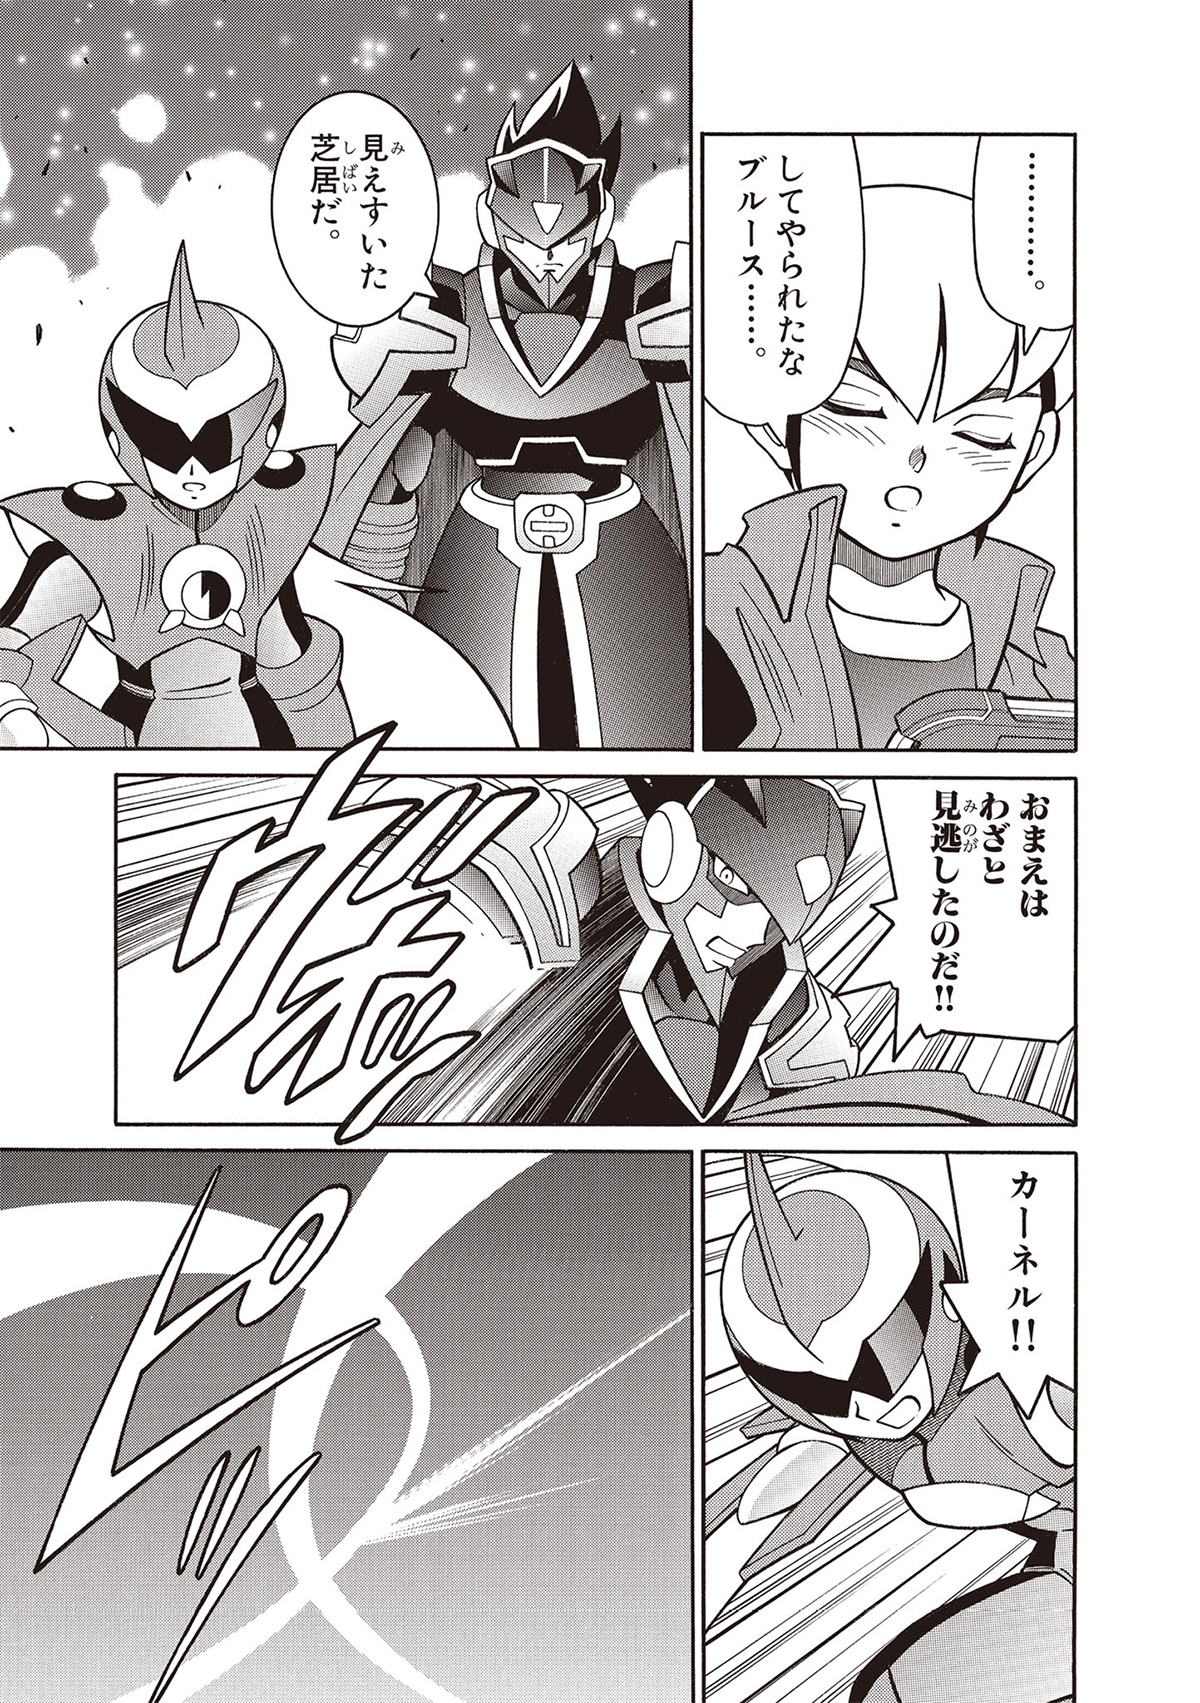 ………。
してやられたな
ブルース……。
見えすいた
芝居だ。
おまえは
わざと
見逃したのだ!!
ヴォッ
カーネル!!
ピッ